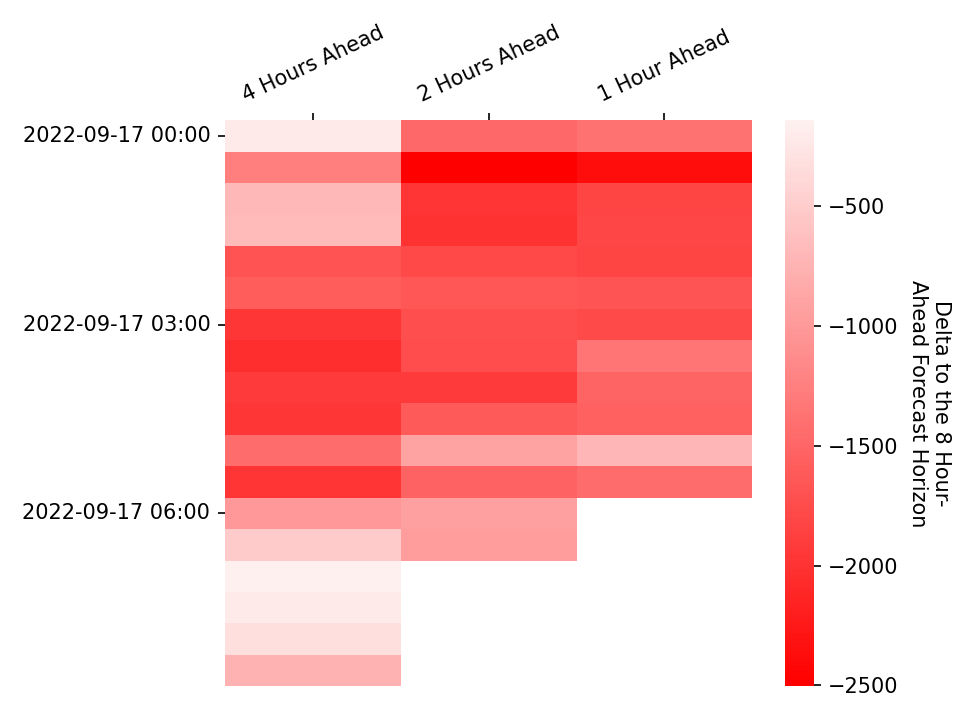 4 Hours Ahead
2 Hours Ahead
1 Hour Ahead
2022-09-17 00:00
2022-09-17 03:00
2022-09-17 06:00
−500
−1000
−1500
−2000
−2500
Delta to the 8 Hour-
Ahead Forecast Horizon